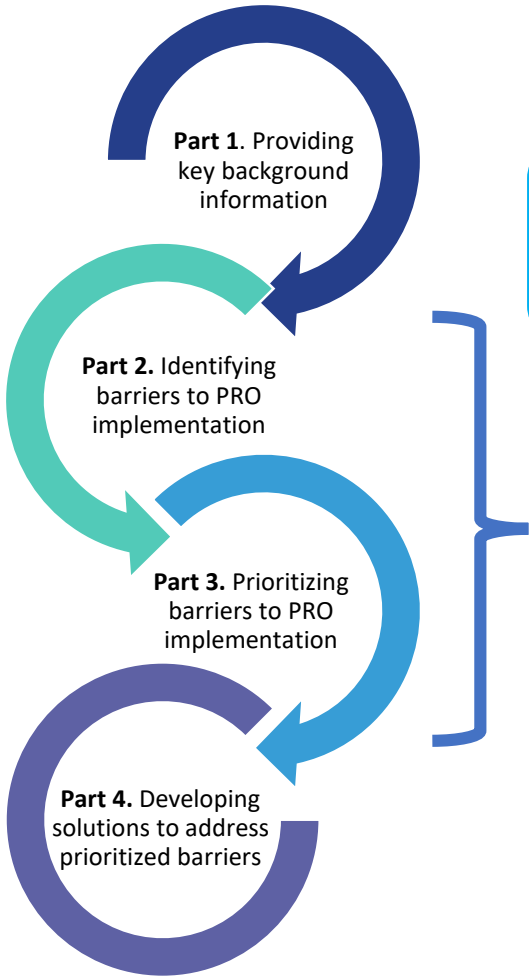 Part 1. Providing
key background
information
Part 2. Identifying
barriers to PRO
implementation
Part 3. Prioritizing
barriers to PRO
implementation
Part 4. Developing
solutions to address
prioritized barriers